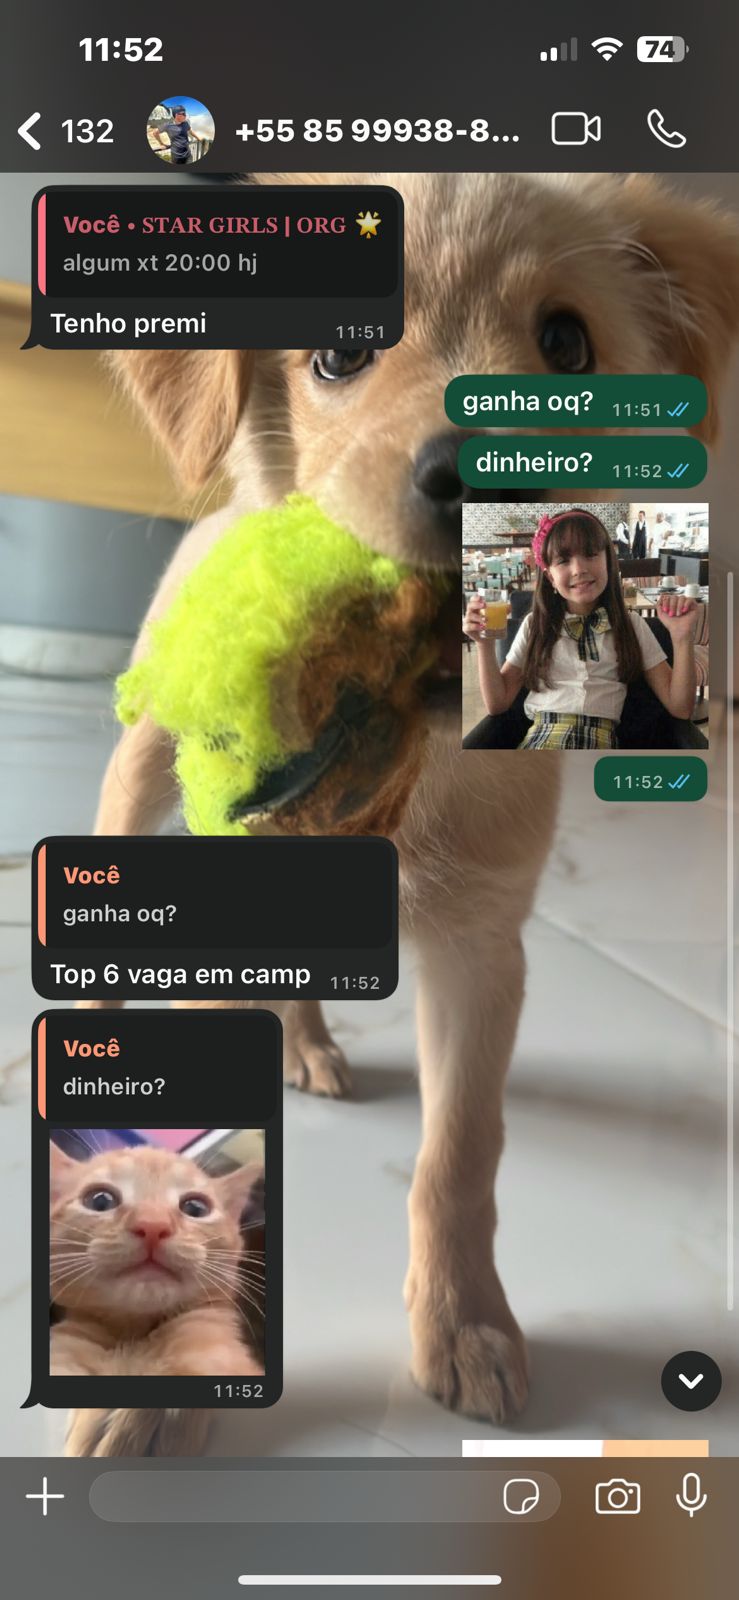 11:52
74
132
+55 85 99938-8...
Você • STAR GIRLS | ORG 🌟
algum xt 20:00 hj
Tenho premi
11:51
ganha oq?
11:51
dinheiro?
11:52
11:52
Você
ganha oq?
Top 6 vaga em camp
11:52
Você
dinheiro?
11:52